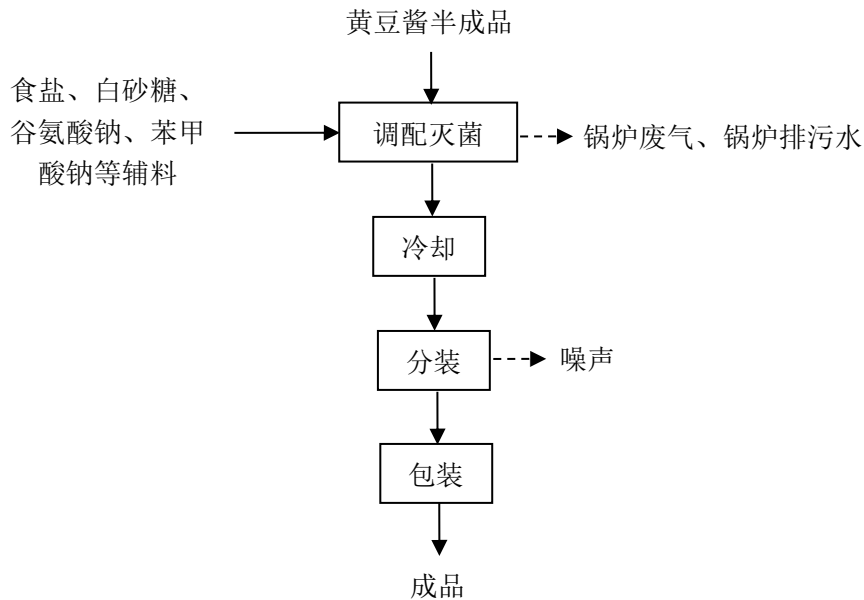 黄豆酱半成品
食盐、白砂糖、
谷氨酸钠、苯甲
酸钠等辅料
调配灭菌
锅炉废气、锅炉排污水
冷却
分装
噪声
包装
成品